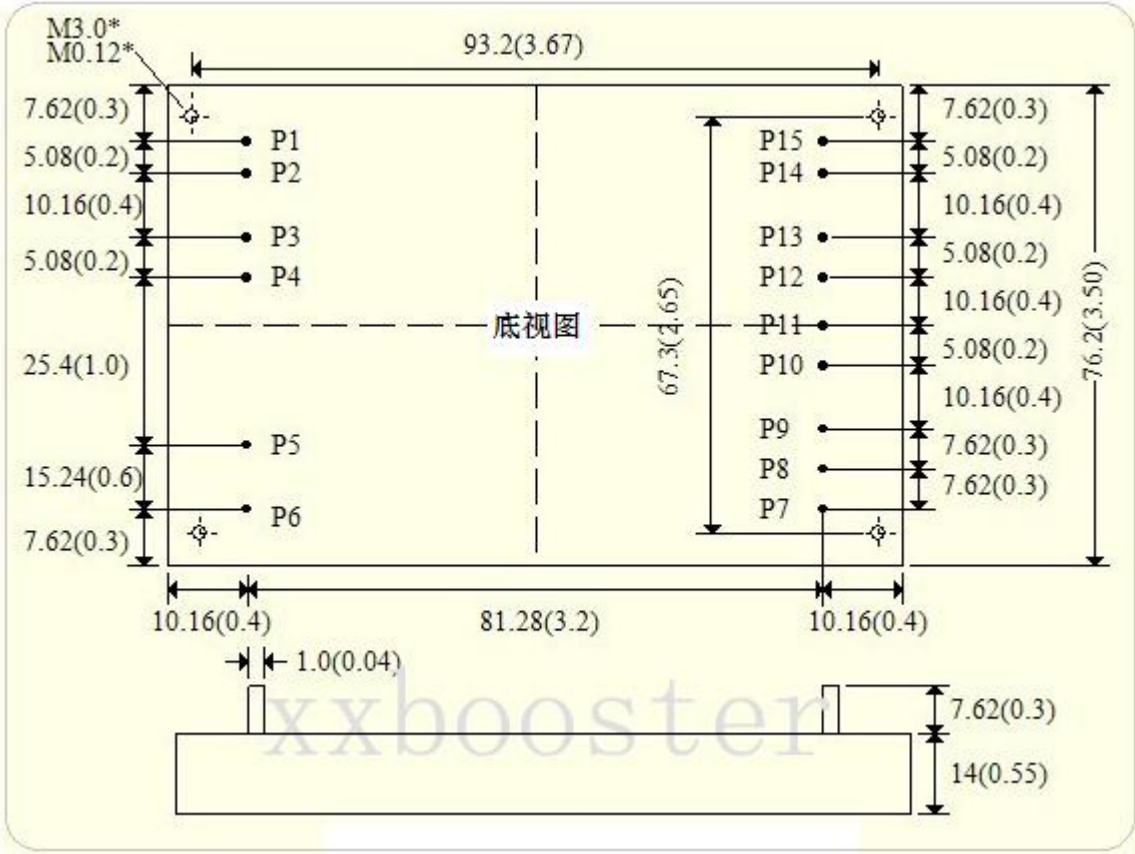 M3.0*
M0.12*
93.2(3.67)
7.62(0.3)
5.08(0.2)
10.16(0.4)
5.08(0.2)
25.4(1.0)
15.24(0.6)
7.62(0.3)
P1
P2
P3
P4
P5
P6
底视图
67.3(2.65)
P15
P14
P13
P12
P11
P10
P9
P8
P7
7.62(0.3)
5.08(0.2)
10.16(0.4)
5.08(0.2)
10.16(0.4)
5.08(0.2)
10.16(0.4)
7.62(0.3)
7.62(0.3)
76.2(3.50)
10.16(0.4)
81.28(3.2)
10.16(0.4)
1.0(0.04)
xxbooster
7.62(0.3)
14(0.55)